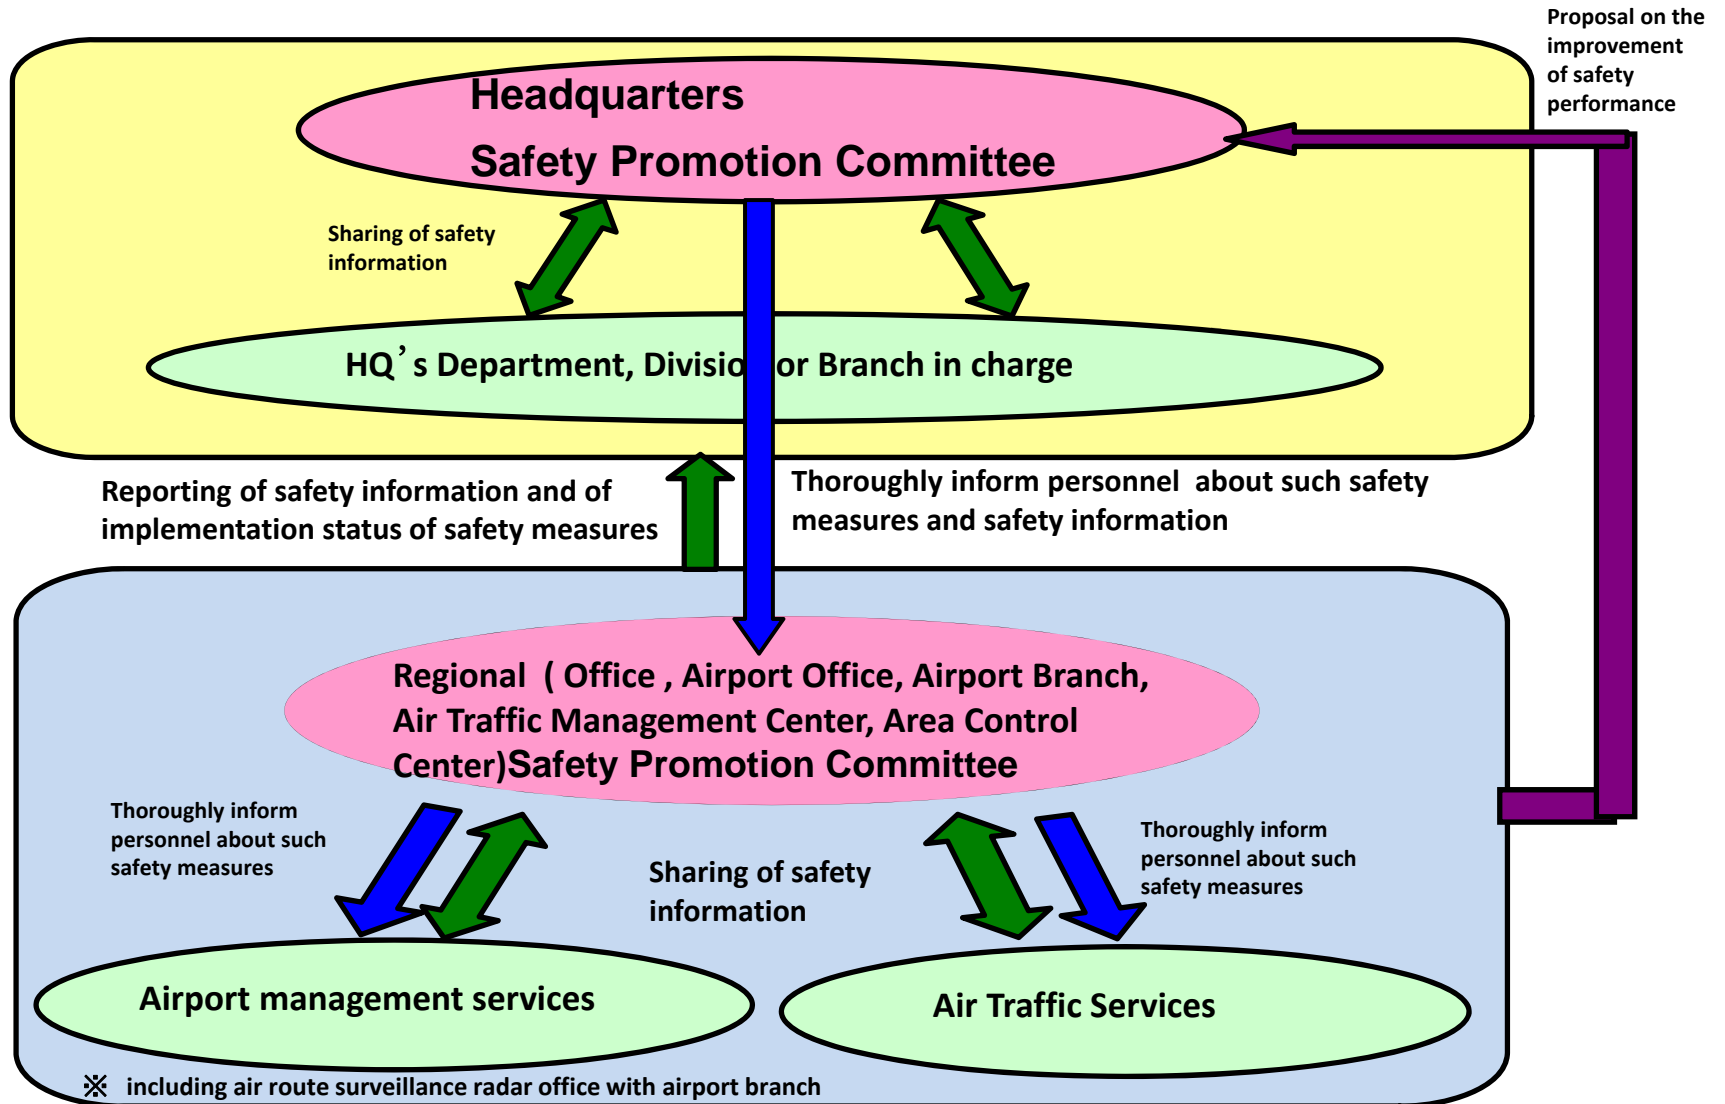 Proposal on the
improvement
of safety
performance
Headquarters
Safety Promotion Committee
Sharing of safety
information
HQ’s Department, Division or Branch in charge
Reporting of safety information and of
implementation status of safety measures
Thoroughly inform personnel about such safety
measures and safety information
Regional ( Office , Airport Office, Airport Branch,
Air Traffic Management Center, Area Control
Center)Safety Promotion Committee
Thoroughly inform
personnel about such
safety measures
Sharing of safety
information
Thoroughly inform
personnel about such
safety measures
Airport management services
Air Traffic Services
※ including air route surveillance radar office with airport branch